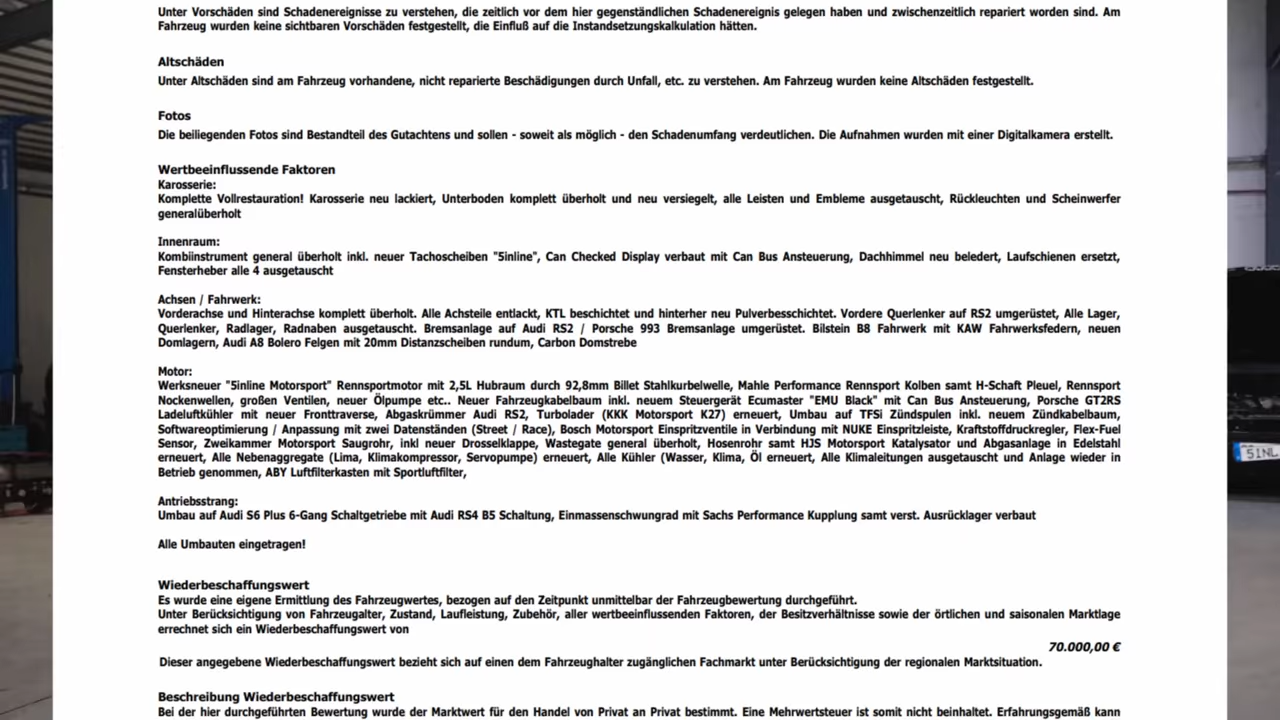 Unter Vorschäden sind Schadenereignisse zu verstehen, die zeitlich vor dem hier gegenständlichen Schadenereignis gelegen haben und zwischenzeitlich repariert worden sind. Am
Fahrzeug wurden keine sichtbaren Vorschäden festgestellt, die Einfluß auf die Instandsetzungskalkulation hätten.
Altschäden
Unter Altschäden sind am Fahrzeug vorhandene, nicht reparierte Beschädigungen durch Unfall, etc. zu verstehen. Am Fahrzeug wurden keine Altschäden festgestellt.
Fotos
Die beiliegenden Fotos sind Bestandteil des Gutachtens und sollen - soweit als möglich - den Schadenumfang verdeutlichen. Die Aufnahmen wurden mit einer Digitalkamera erstellt.
Wertbeeinflussende Faktoren
Karosserie:
Komplette Vollrestauration! Karosserie neu lackiert, Unterboden komplett überholt und neu versiegelt, alle Leisten und Embleme ausgetauscht, Rückleuchten und Scheinwerfer
generalüberholt
Innenraum:
Kombiinstrument general überholt inkl. neuer Tachoscheiben "5inline", Can Checked Display verbaut mit Can Bus Ansteuerung, Dachhimmel neu beledert, Laufschienen ersetzt,
Fensterheber alle 4 ausgetauscht
Achsen / Fahrwerk:
Vorderachse und Hinterachse komplett überholt. Alle Achsteile entlackt, KTL beschichtet und hinterher neu Pulverbesschichtet. Vordere Querlenker auf RS2 umgerüstet, Alle Lager,
Querlenker, Radlager, Radnaben ausgetauscht. Bremsanlage auf Audi RS2 / Porsche 993 Bremsanlage umgerüstet. Bilstein B8 Fahrwerk mit KAW Fahrwerksfedern, neuen
Domlagern, Audi A8 Bolero Felgen mit 20mm Distanzscheiben rundum, Carbon Domstrebe
Motor:
Werksneuer "5inline Motorsport" Rennsportmotor mit 2,5L Hubraum durch 92,8mm Billet Stahlkurbelwelle, Mahle Performance Rennsport Kolben samt H-Schaft Pleuel, Rennsport
Nockenwellen, großen Ventilen, neuer Ölpumpe etc.. Neuer Fahrzeugkabelbaum inkl. neuem Steuergerät Ecumaster "EMU Black" mit Can Bus Ansteuerung, Porsche GT2RS
Ladeluftkühler mit neuer Fronttraverse, Abgaskrümmer Audi RS2, Turbolader (KKK Motorsport K27) erneuert, Umbau auf TFSi Zündspulen inkl. neuem Zündkabelbaum,
Softwareoptimierung / Anpassung mit zwei Datenständen (Street / Race), Bosch Motorsport Einspritzventile in Verbindung mit NUKE Einspritzleiste, Kraftstoffdruckregler, Flex-Fuel
Sensor, Zweikammer Motorsport Saugrohr, inkl neuer Drosselklappe, Wastegate general überholt, Hosenrohr samt HJS Motorsport Katalysator und Abgasanlage in Edelstahl
erneuert, Alle Nebenaggregate (Lima, Klimakompressor, Servopumpe) erneuert, Alle Kühler (Wasser, Klima, Öl erneuert, Alle Klimaleitungen ausgetauscht und Anlage wieder in
Betrieb genommen, ABY Luftfilterkasten mit Sportluftfilter,
Antriebsstrang:
Umbau auf Audi S6 Plus 6-Gang Schaltgetriebe mit Audi RS4 B5 Schaltung, Einmassenschwungrad mit Sachs Performance Kupplung samt verst. Ausrücklager verbaut
Alle Umbauten eingetragen!
Wiederbeschaffungswert
Es wurde eine eigene Ermittlung des Fahrzeugwertes, bezogen auf den Zeitpunkt unmittelbar der Fahrzeugbewertung durchgeführt.
Unter Berücksichtigung von Fahrzeugalter, Zustand, Laufleistung, Zubehör, aller wertbeeinflussenden Faktoren, der Besitzverhältnisse sowie der örtlichen und saisonalen Marktlage
errechnet sich ein Wiederbeschaffungswert von
70.000,00 €
Dieser angegebene Wiederbeschaffungswert bezieht sich auf einen dem Fahrzeughalter zugänglichen Fachmarkt unter Berücksichtigung der regionalen Marktsituation.
Beschreibung Wiederbeschaffungswert
Bei der hier durchgeführten Bewertung wurde der Marktwert für den Handel von Privat an Privat bestimmt. Eine Mehrwertsteuer ist somit nicht beinhaltet. Erfahrungsgemäß kann
5INL